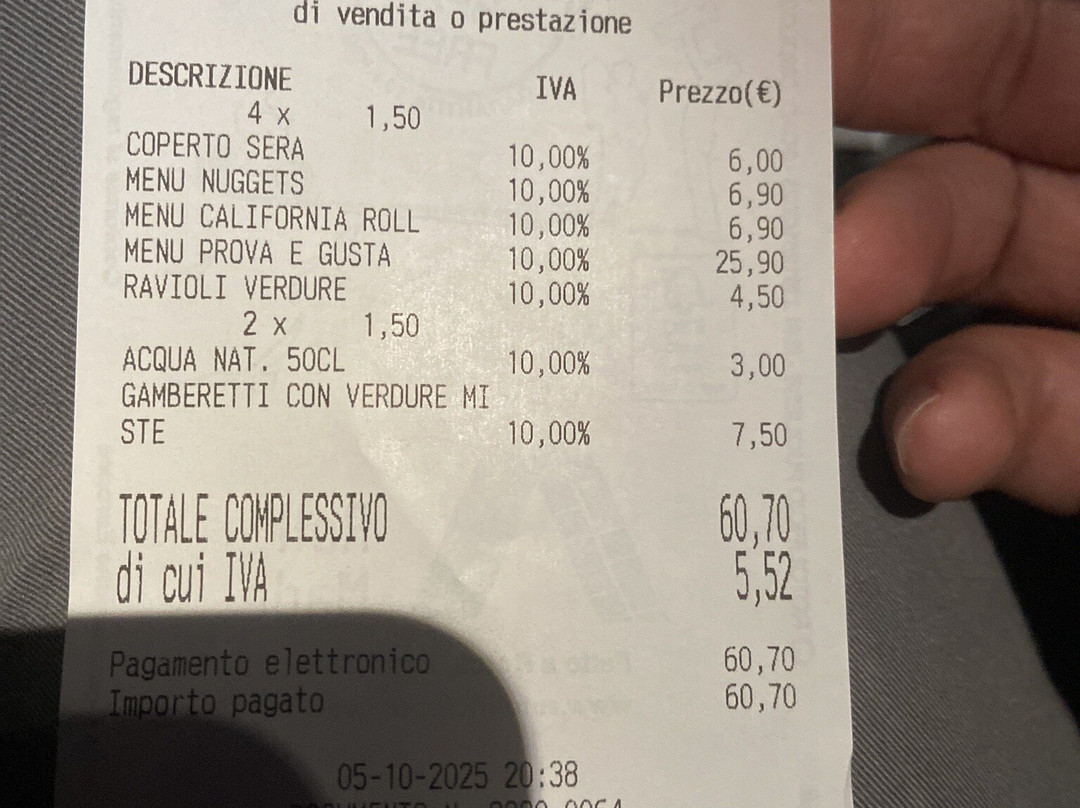 di vendita o prestazione
DESCRIZIONE IVA Prezzo(€)
4 x 1,50
COPERTO SERA 10,00% 6,00
MENU NUGGETS 10,00% 6,90
MENU CALIFORNIA ROLL 10,00% 6,90
MENU PROVA E GUSTA 10,00% 25,90
RAVIOLI VERDURE 10,00% 4,50
2 x 1,50
ACQUA NAT. 50CL 10,00% 3,00
GAMBERETTI CON VERDURE MI
STE 10,00% 7,50
TOTALE COMPLESSIVO 60,70
di cui IVA 5,52
Pagamento elettronico 60,70
Importo pagato 60,70
05-10-2025 20:38